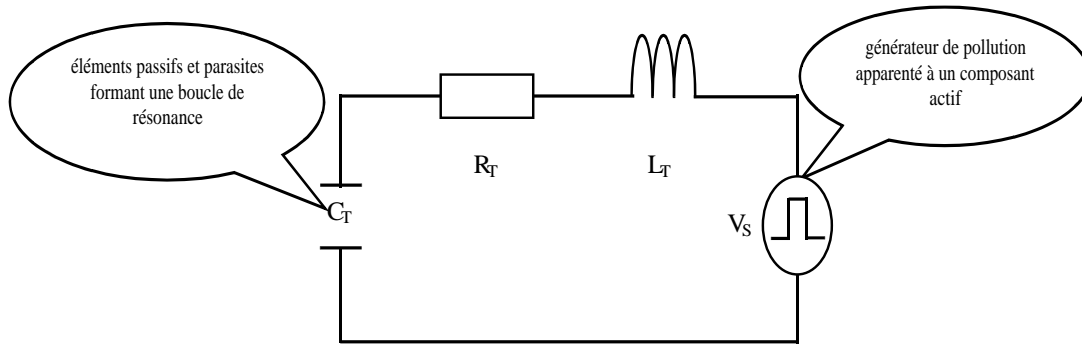 éléments passifs et parasites
formant une boucle de
résonance
générateur de pollution
apparenté à un composant
actif
R_T
L_T
C_T
V_S